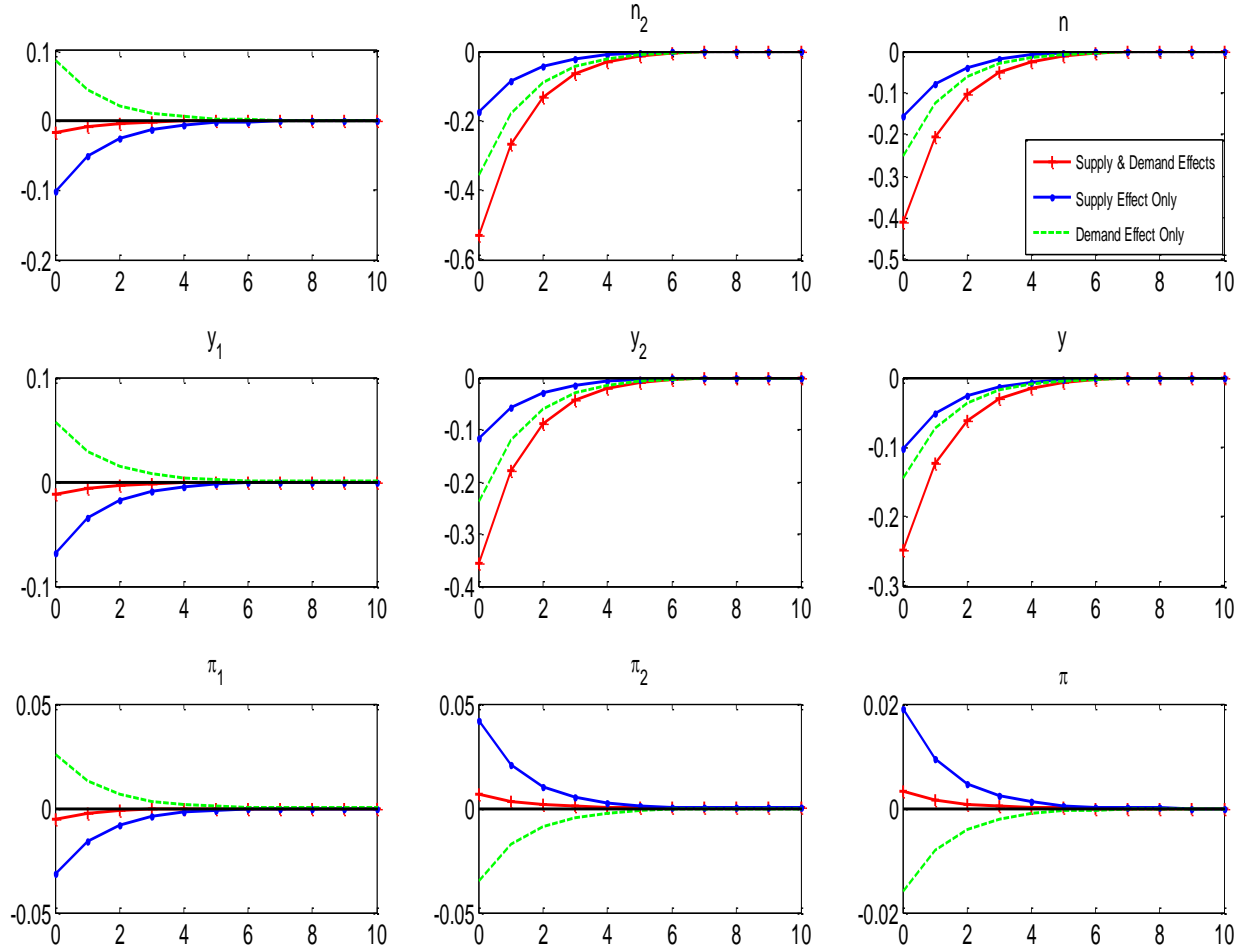 n2 n
0.1 0 0
0 -0.2 -0.1
-0.1 -0.4 -0.2
-0.2 -0.6 -0.3
-0.4
-0.5
Supply & Demand Effects
Supply Effect Only
Demand Effect Only
0 2 4 6 8 10 0 2 4 6 8 10 0 2 4 6 8 10
y1 y2 y
0.1 0 0
0 -0.1 -0.1
-0.1 -0.2 -0.2
-0.3 -0.3
-0.4
0 2 4 6 8 10 0 2 4 6 8 10 0 2 4 6 8 10
π1 π2 π
0.05 0.05 0.02
0 0 0
-0.05 -0.05 -0.02
0 2 4 6 8 10 0 2 4 6 8 10 0 2 4 6 8 10